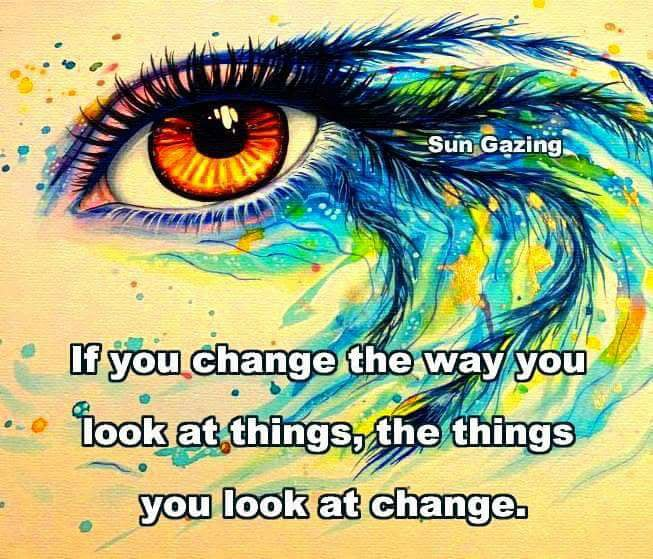 Sun Gazing
If you change the way you
look at things, the things
you look at change.